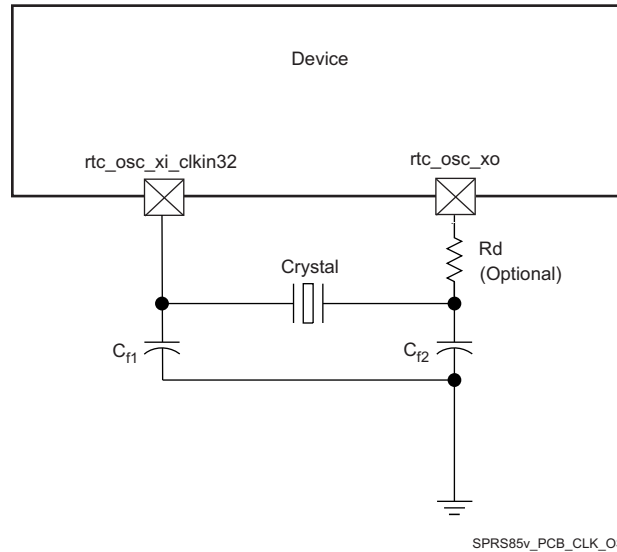 Device
rtc_osc_xi_clkin32
rtc_osc_xo
Rd
(Optional)
Crystal
Cf1
Cf2